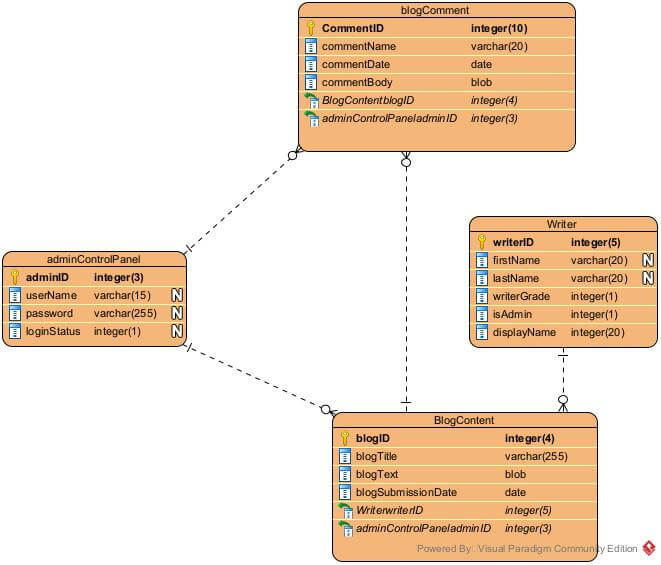 blogComment
CommentID integer(10)
commentName varchar(20)
commentDate date
commentBody blob
BlogContentblogID integer(4)
adminControlPaneladminID integer(3)
Writer
writerID integer(5)
firstName varchar(20) N
lastName varchar(20) N
writerGrade integer(1)
isAdmin integer(1)
displayName integer(20)
adminControlPanel
adminID integer(3)
userName varchar(15) N
password varchar(255) N
loginStatus integer(1) N
BlogContent
blogID integer(4)
blogTitle varchar(255)
blogText blob
blogSubmissionDate date
WriterwriterID integer(5)
adminControlPaneladminID integer(3)
Powered By: Visual Paradigm Community Edition